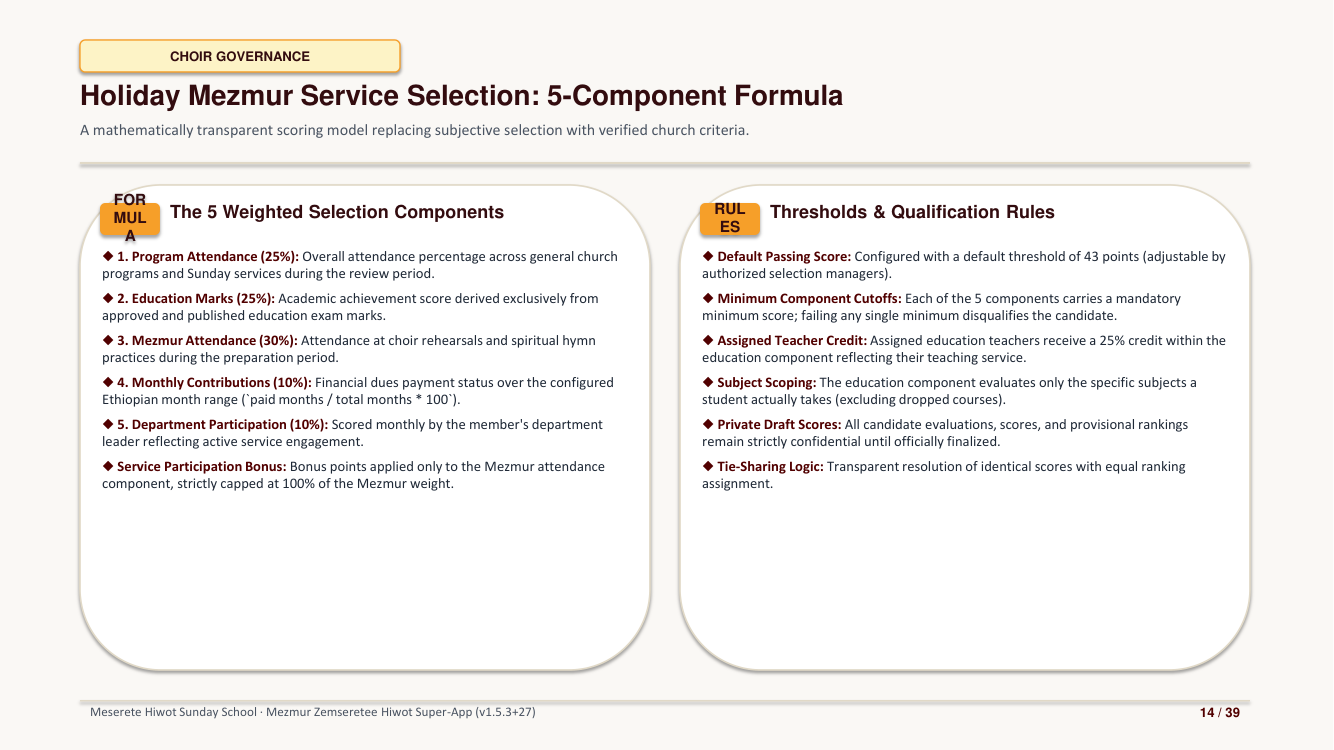 CHOIR GOVERNANCE
Holiday Mezmur Service Selection: 5-Component Formula
A mathematically transparent scoring model replacing subjective selection with verified church criteria.
FOR
MUL
A
The 5 Weighted Selection Components
◆ 1. Program Attendance (25%): Overall attendance percentage across general church
programs and Sunday services during the review period.
◆ 2. Education Marks (25%): Academic achievement score derived exclusively from
approved and published education exam marks.
◆ 3. Mezmur Attendance (30%): Attendance at choir rehearsals and spiritual hymn
practices during the preparation period.
◆ 4. Monthly Contributions (10%): Financial dues payment status over the configured
Ethiopian month range (`paid months / total months * 100`).
◆ 5. Department Participation (10%): Scored monthly by the member's department
leader reflecting active service engagement.
◆ Service Participation Bonus: Bonus points applied only to the Mezmur attendance
component, strictly capped at 100% of the Mezmur weight.
RUL
ES
Thresholds & Qualification Rules
◆ Default Passing Score: Configured with a default threshold of 43 points (adjustable by
authorized selection managers).
◆ Minimum Component Cutoffs: Each of the 5 components carries a mandatory
minimum score; failing any single minimum disqualifies the candidate.
◆ Assigned Teacher Credit: Assigned education teachers receive a 25% credit within the
education component reflecting their teaching service.
◆ Subject Scoping: The education component evaluates only the specific subjects a
student actually takes (excluding dropped courses).
◆ Private Draft Scores: All candidate evaluations, scores, and provisional rankings
remain strictly confidential until officially finalized.
◆ Tie-Sharing Logic: Transparent resolution of identical scores with equal ranking
assignment.
Meserete Hiwot Sunday School · Mezmur Zemseretee Hiwot Super-App (v1.5.3+27)
14 / 39